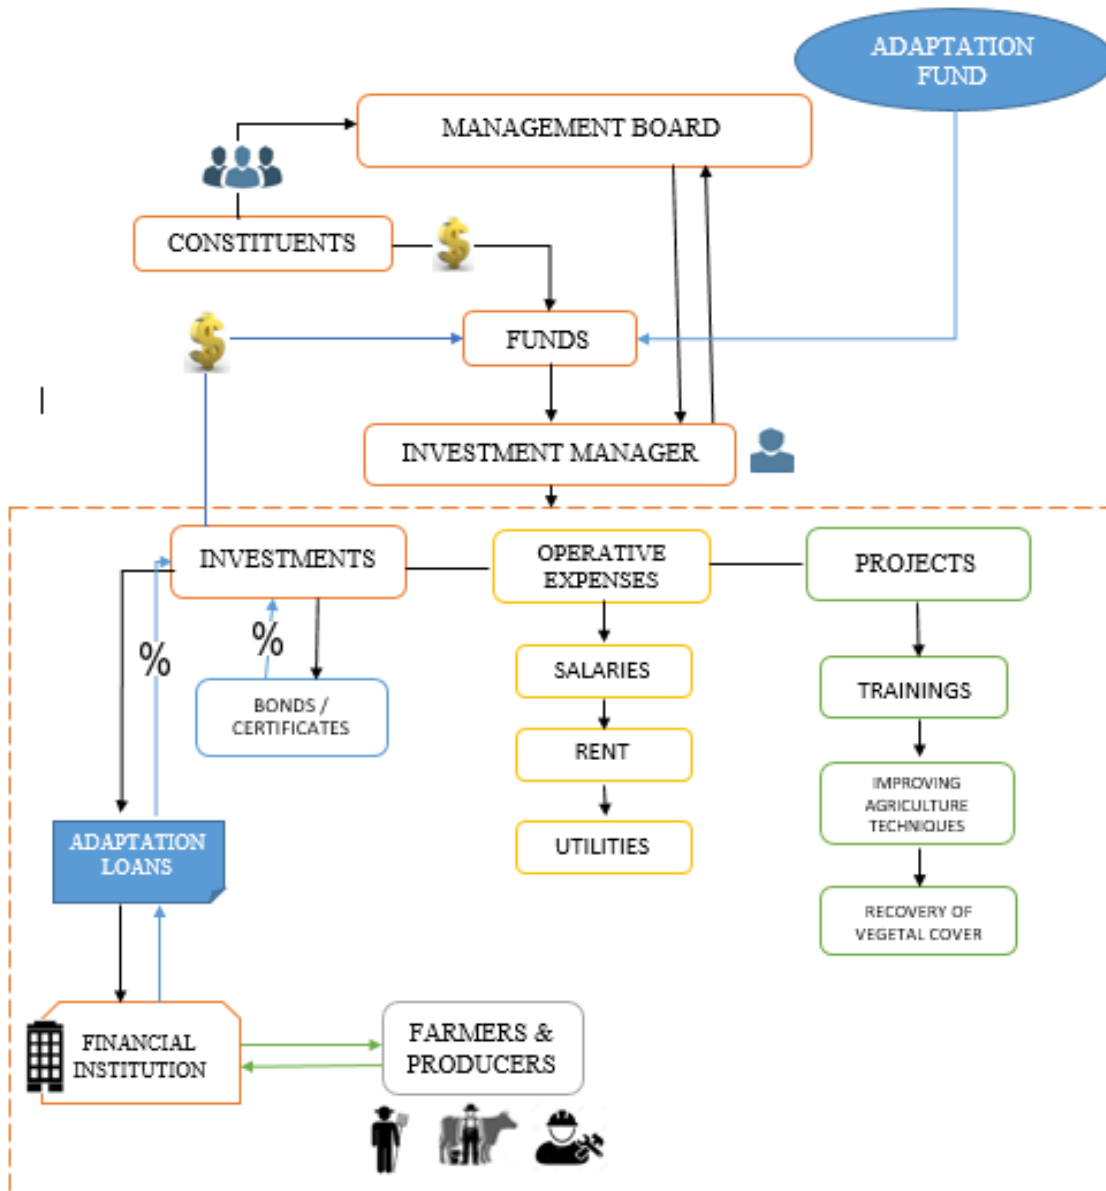 ADAPTATION
FUND
MANAGEMENT BOARD
CONSTITUENTS
$
$
FUNDS
INVESTMENT MANAGER
INVESTMENTS
OPERATIVE
EXPENSES
PROJECTS
%
%
BONDS /
CERTIFICATES
SALARIES
RENT
UTILITIES
TRAININGS
IMPROVING
AGRICULTURE
TECHNIQUES
RECOVERY OF
VEGETAL COVER
ADAPTATION
LOANS
FINANCIAL
INSTITUTION
FARMERS &
PRODUCERS